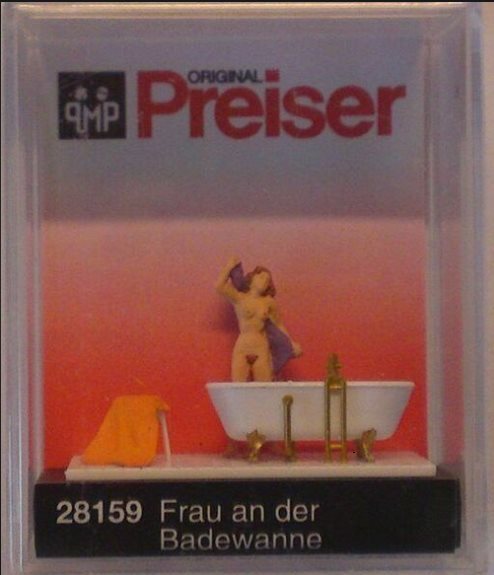 ORIGINAL
PMP Preiser
28159 Frau an der
Badewanne